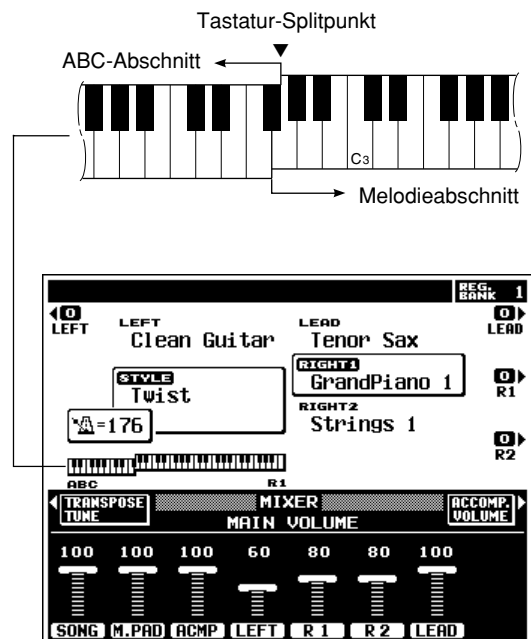 Tastatur-Splitpunkt
ABC-Abschnitt
C3
Melodieabschnitt
REG. BANK 1
0 LEFT
LEFT
Clean Guitar
LEAD
Tenor Sax
0 LEAD
STYLE
Twist
RIGHT1
GrandPiano 1
0 R1
=176
RIGHT2
Strings 1
0 R2
ABC
R1
TRANSPOSE TUNE
MIXER
MAIN VOLUME
ACCOMP. VOLUME
100 100 100 60 80 80 100
SONG M.PAD ACMP LEFT R 1 R 2 LEAD